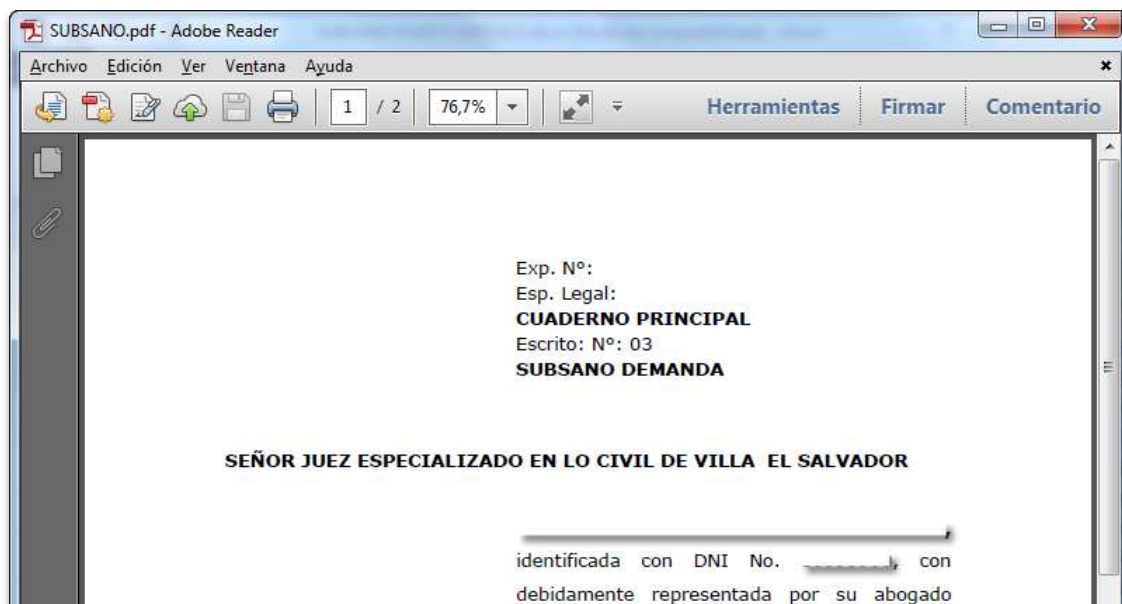 SUBSANO.pdf - Adobe Reader
Archivo Edición Ver Ventana Ayuda
1 / 2 76,7% Herramientas Firmar Comentario
Exp. Nº:
Esp. Legal:
CUADERNO PRINCIPAL
Escrito: Nº: 03
SUBSANO DEMANDA
SEÑOR JUEZ ESPECIALIZADO EN LO CIVIL DE VILLA EL SALVADOR
,
identificada con DNI No. , con
debidamente representada por su abogado